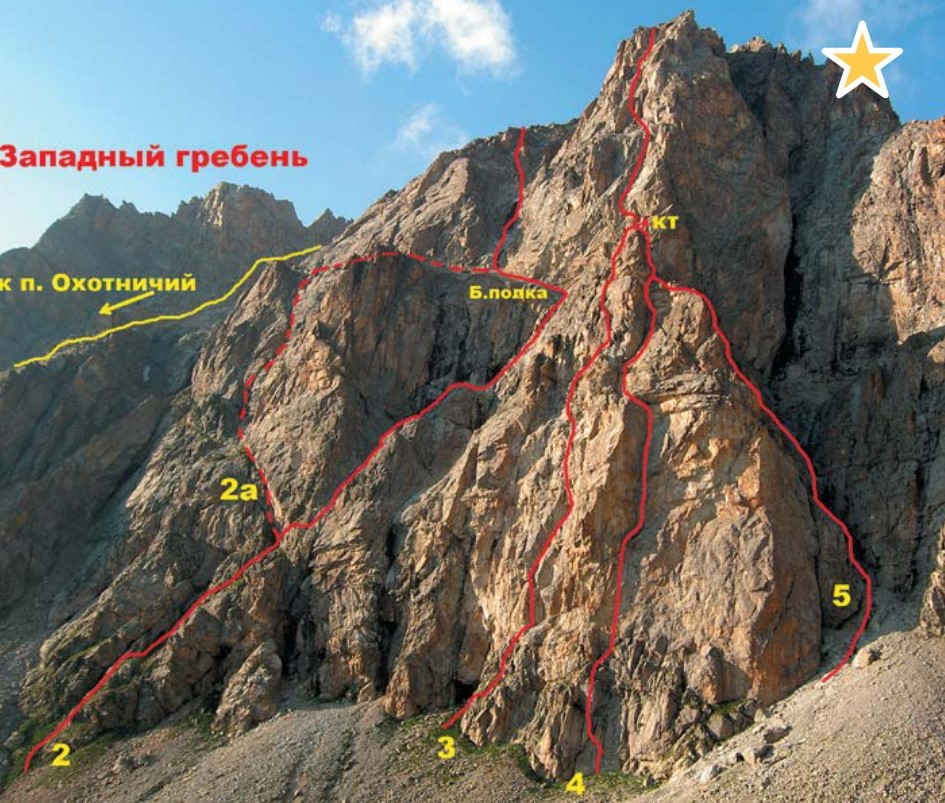 Западный гребень
кт
к п. Охотничий
Б.полка
2а
5
2
3
4